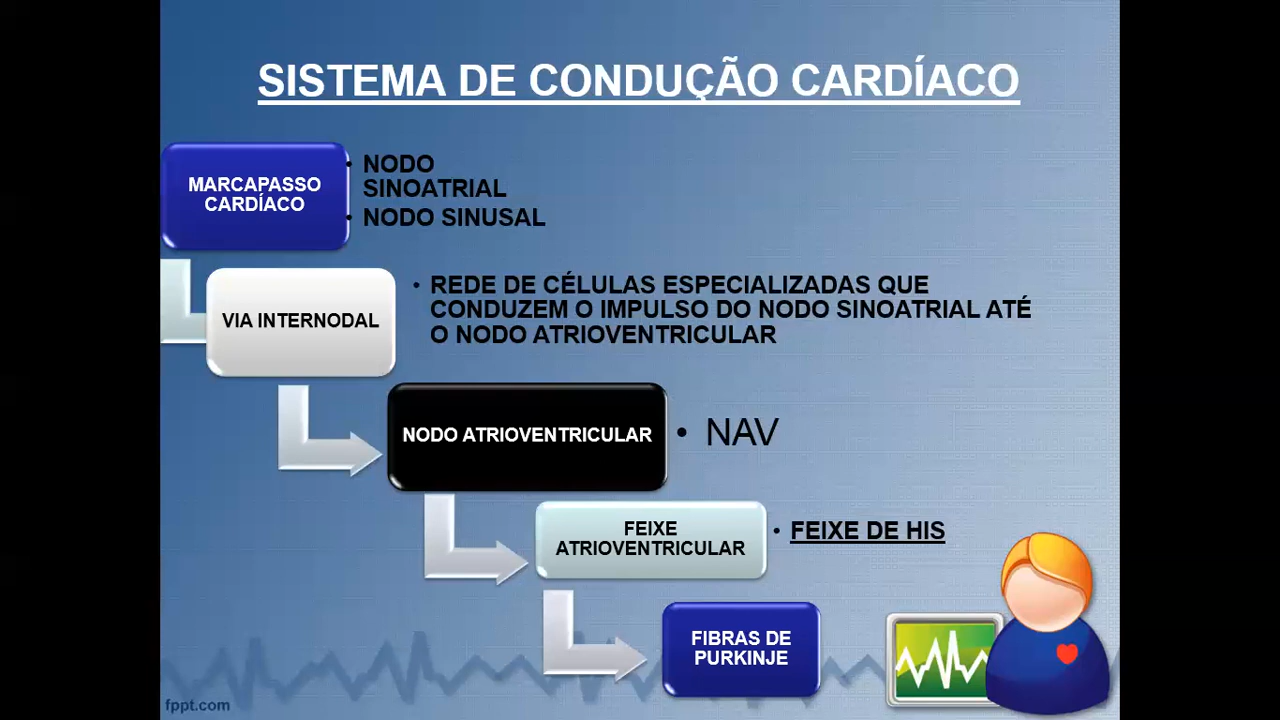 SISTEMA DE CONDUÇÃO CARDÍACO
MARCAPASSO
CARDÍACO
• NODO
SINOATRIAL
• NODO SINUSAL
VIA INTERNODAL
• REDE DE CÉLULAS ESPECIALIZADAS QUE
CONDUZEM O IMPULSO DO NODO SINOATRIAL ATÉ
O NODO ATRIOVENTRICULAR
NODO ATRIOVENTRICULAR
• NAV
FEIXE
ATRIOVENTRICULAR
• FEIXE DE HIS
FIBRAS DE
PURKINJE
fppt.com